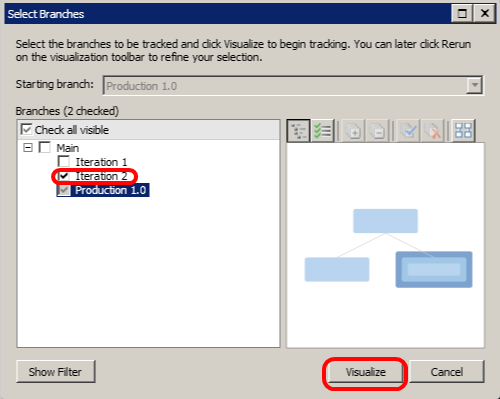 Select Branches
Select the branches to be tracked and click Visualize to begin tracking. You can later click Rerun
on the visualization toolbar to refine your selection.
Starting branch: Production 1.0
Branches (2 checked)
Check all visible
Main
Iteration 1
Iteration 2
Production 1.0
Show Filter Visualize Cancel